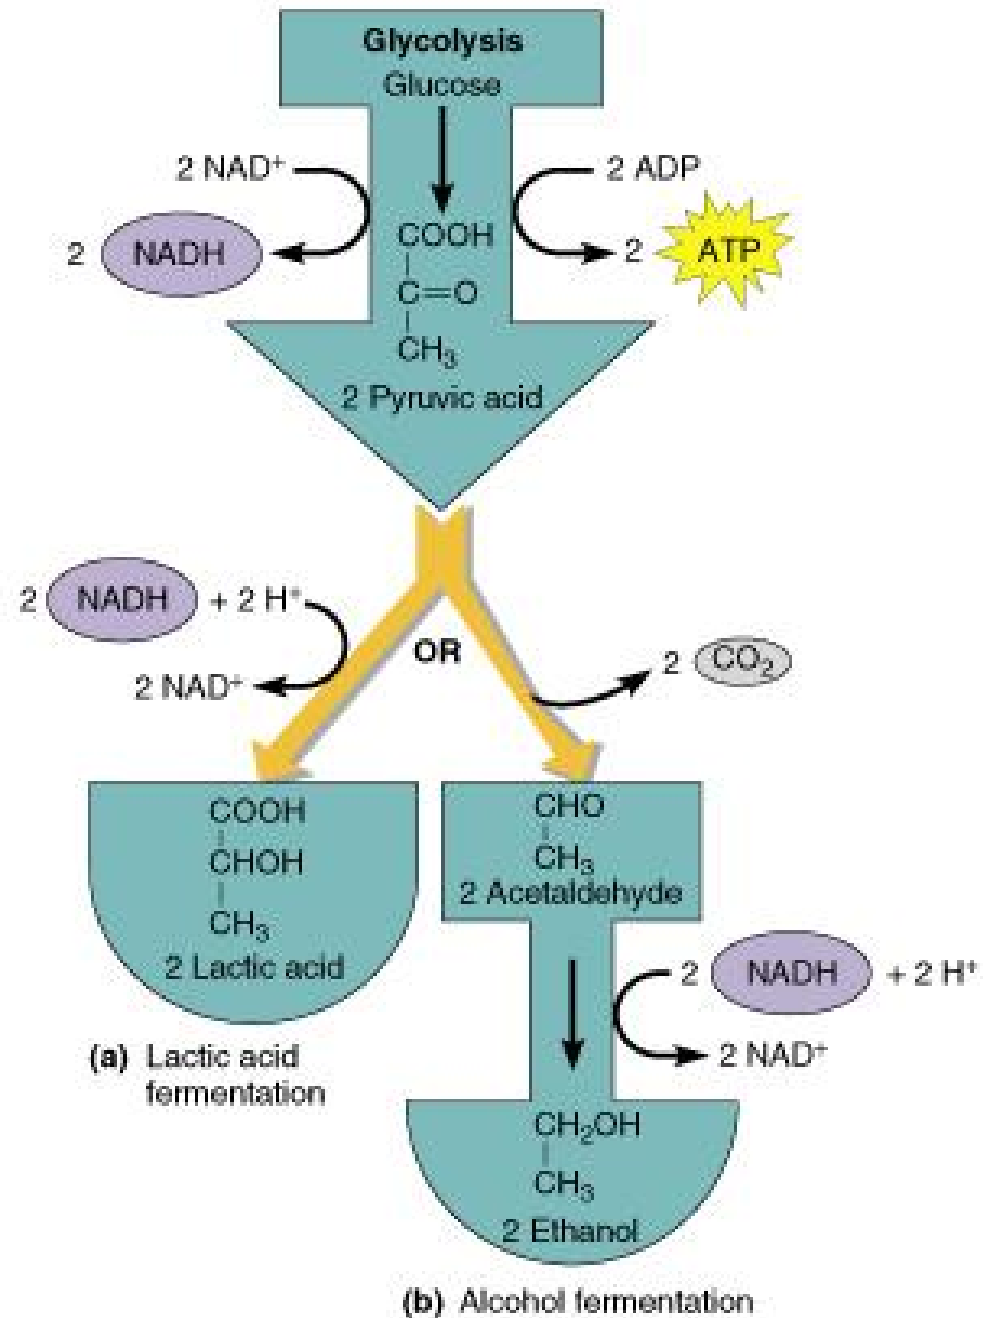 Glycolysis
Glucose
2 NAD⁺
2 ADP
2 NADH
2 ATP
COOH
C=O
CH₃
2 Pyruvic acid
2 NADH + 2 H⁺
2 NAD⁺
OR
2 CO₂
COOH
CHOH
CH₃
2 Lactic acid
(a) Lactic acid
fermentation
CHO
CH₃
2 Acetaldehyde
2 NADH + 2 H⁺
2 NAD⁺
CH₂OH
CH₃
2 Ethanol
(b) Alcohol fermentation